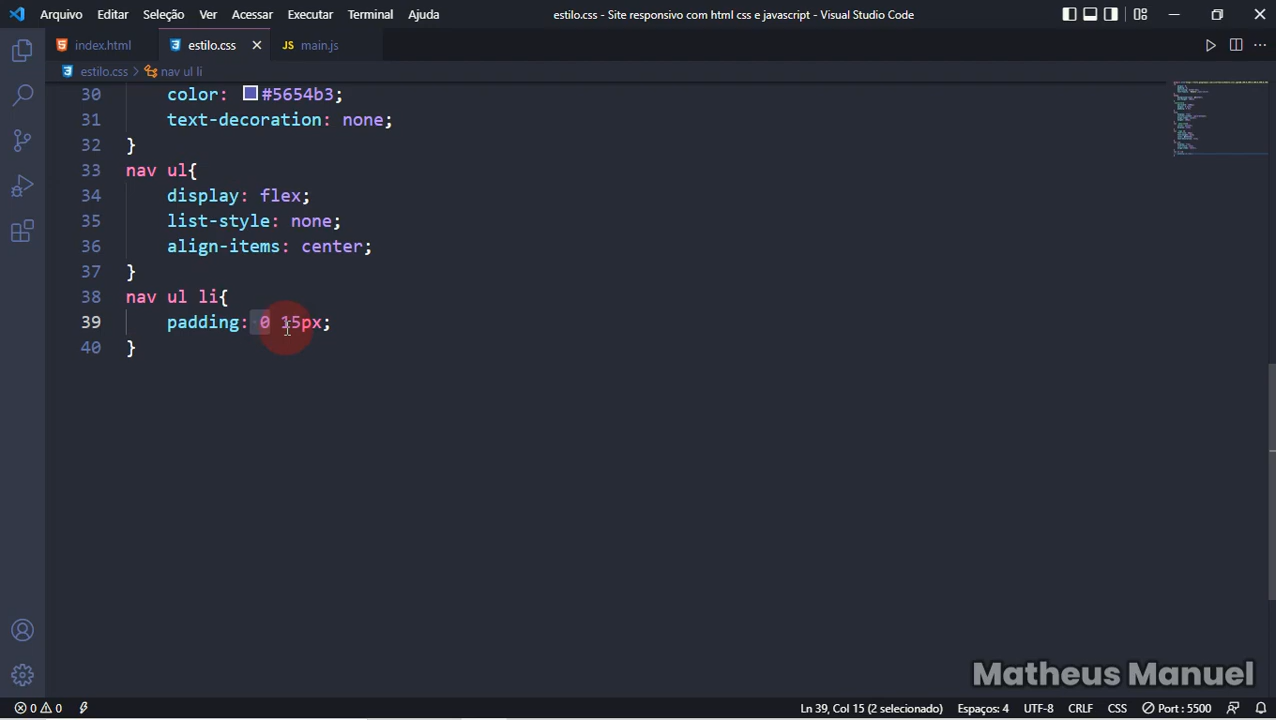 Arquivo Editar Seleção Ver Acessar Executar Terminal Ajuda estilo.css - Site responsivo com html css e javascript - Visual Studio Code
index.html estilo.css JS main.js
estilo.css > nav ul li
30 color: #5654b3;
31 text-decoration: none;
32 }
33 nav ul{
34 display: flex;
35 list-style: none;
36 align-items: center;
37 }
38 nav ul li{
39 padding: 0 15px;
40 }
Matheus Manuel
0 0 Ln 39, Col 15 (2 selecionado) Espaços: 4 UTF-8 CRLF CSS Port : 5500